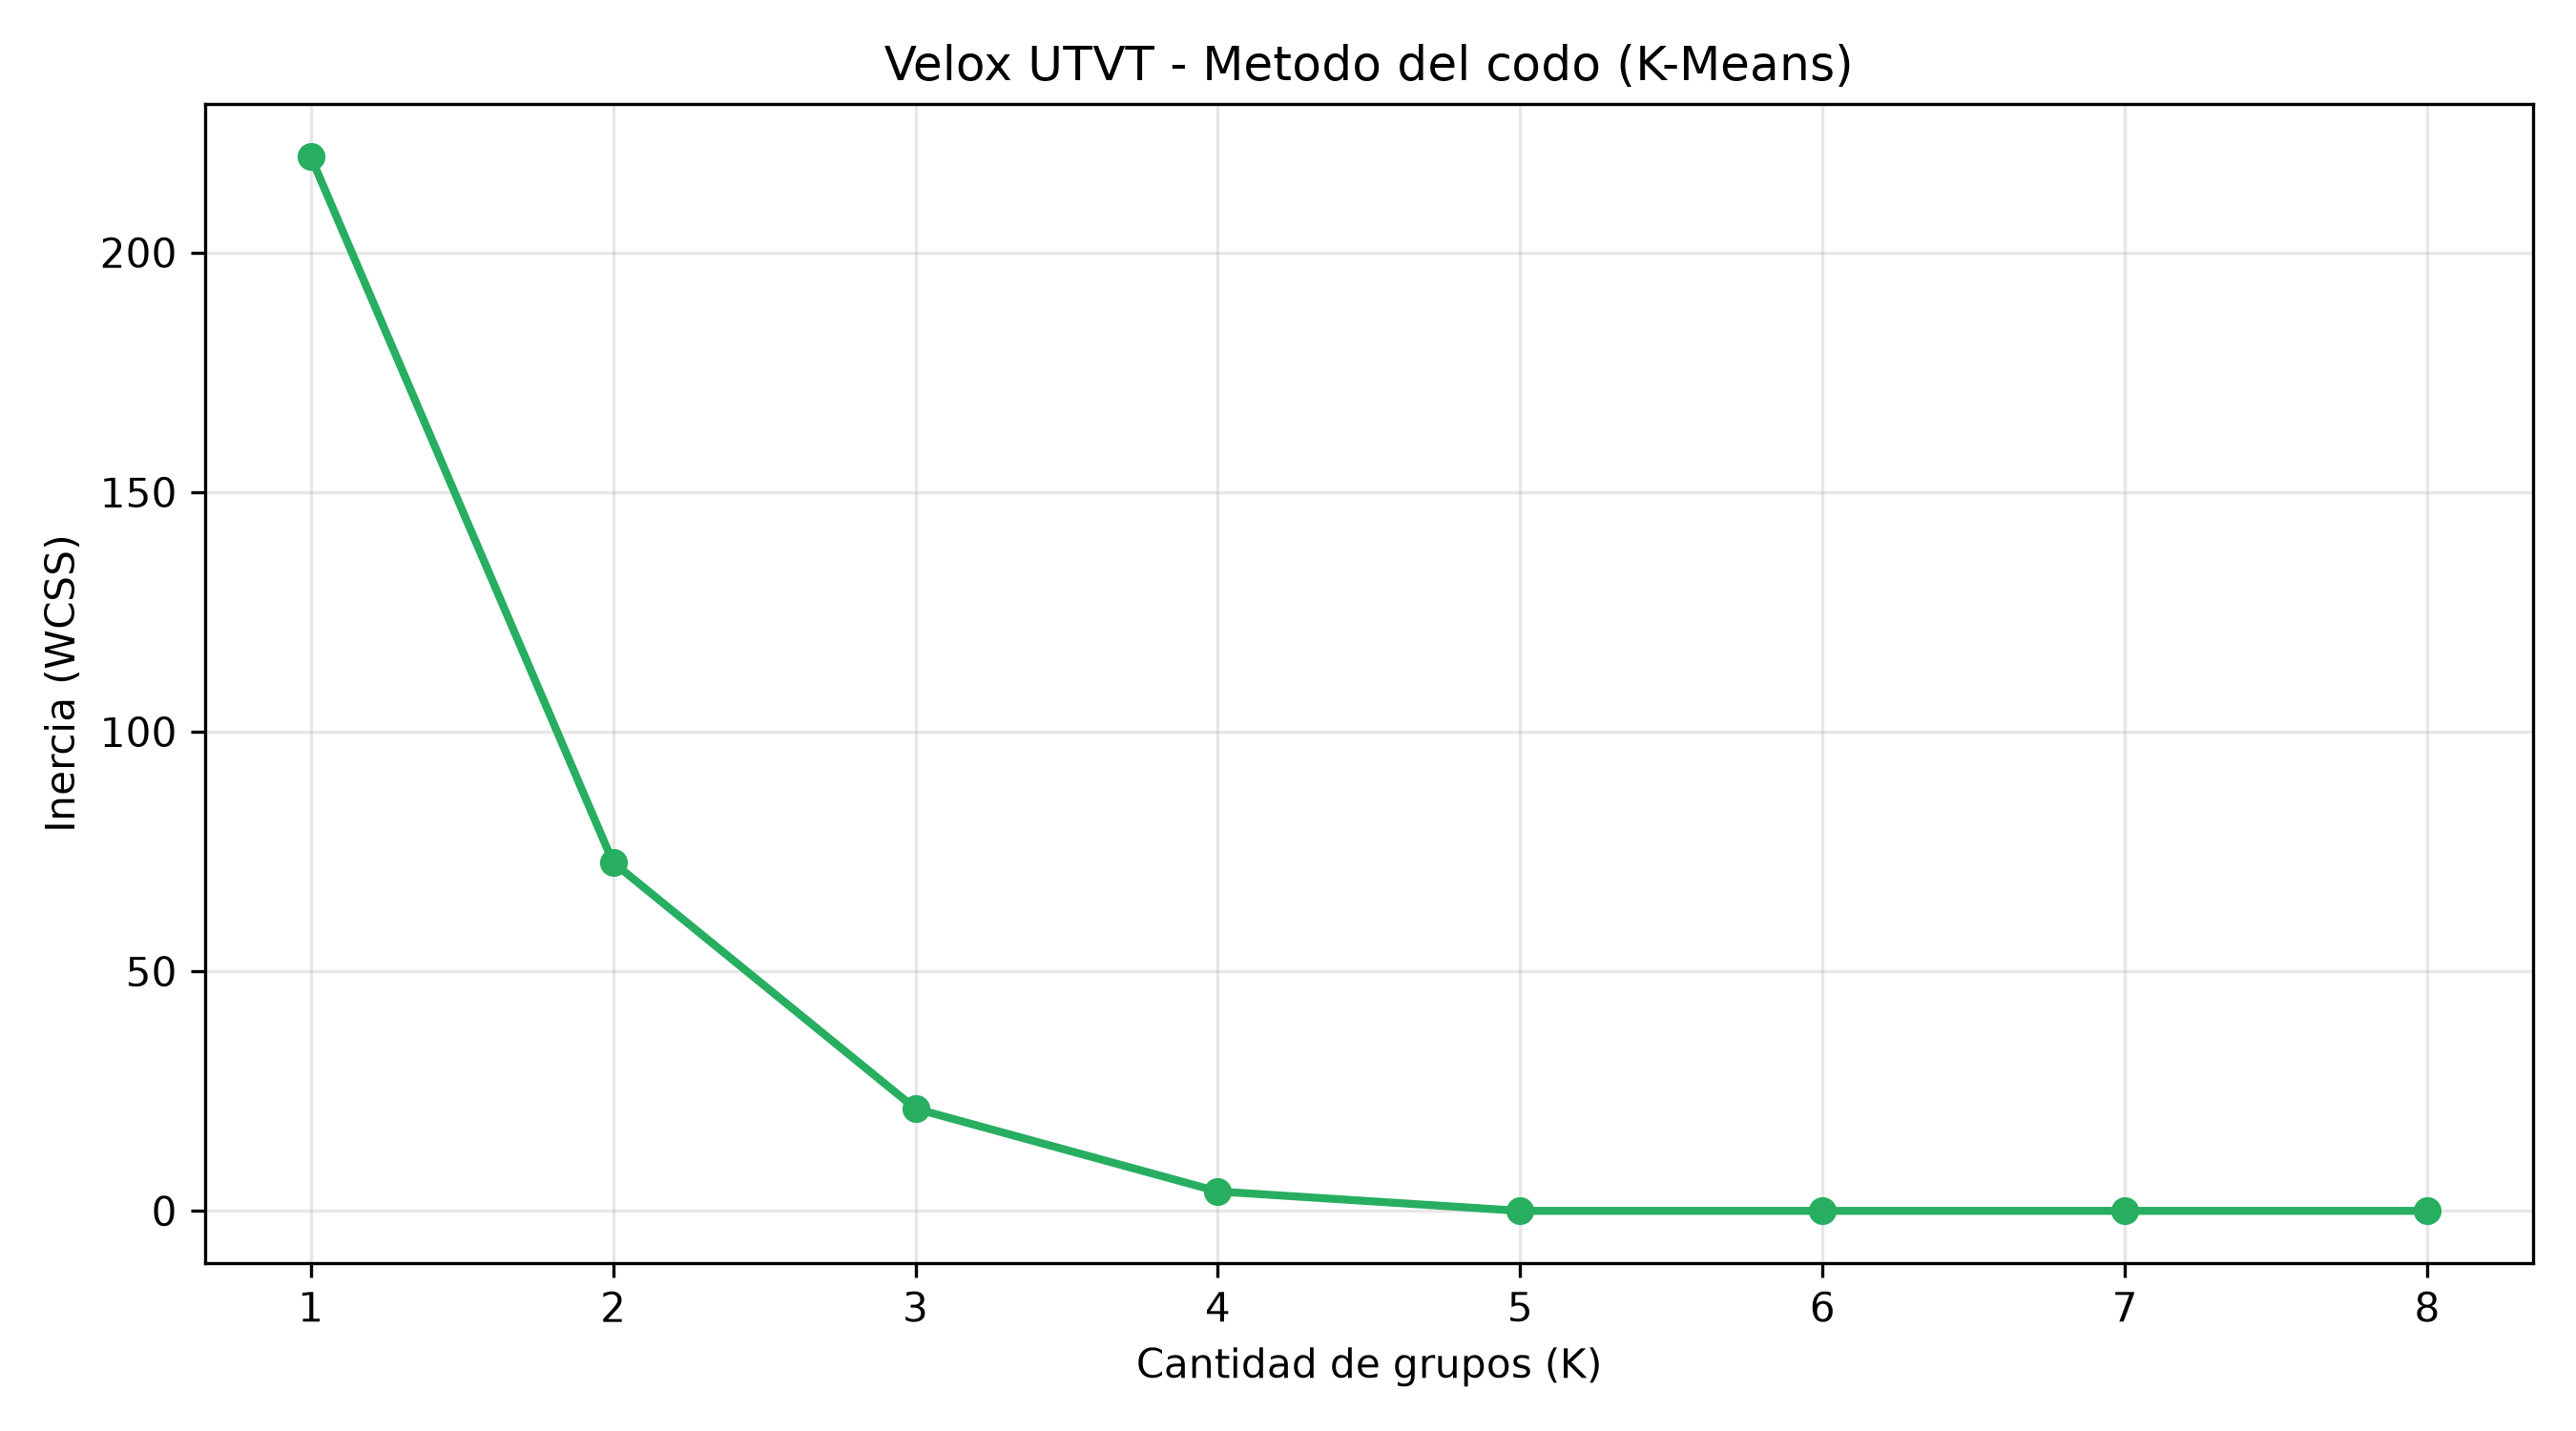 Velox UTVT - Metodo del codo (K-Means)
Inercia (WCSS)
200
150
100
50
0
1 2 3 4 5 6 7 8
Cantidad de grupos (K)